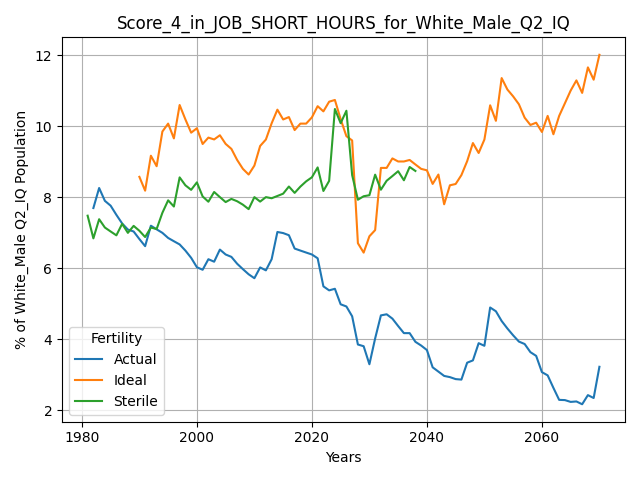 Score_4_in_JOB_SHORT_HOURS_for_White_Male_Q2_IQ
% of White_Male Q2_IQ Population
12
10
8
6
4
2
Fertility
Actual
Ideal
Sterile
1980
2000
2020
2040
2060
Years